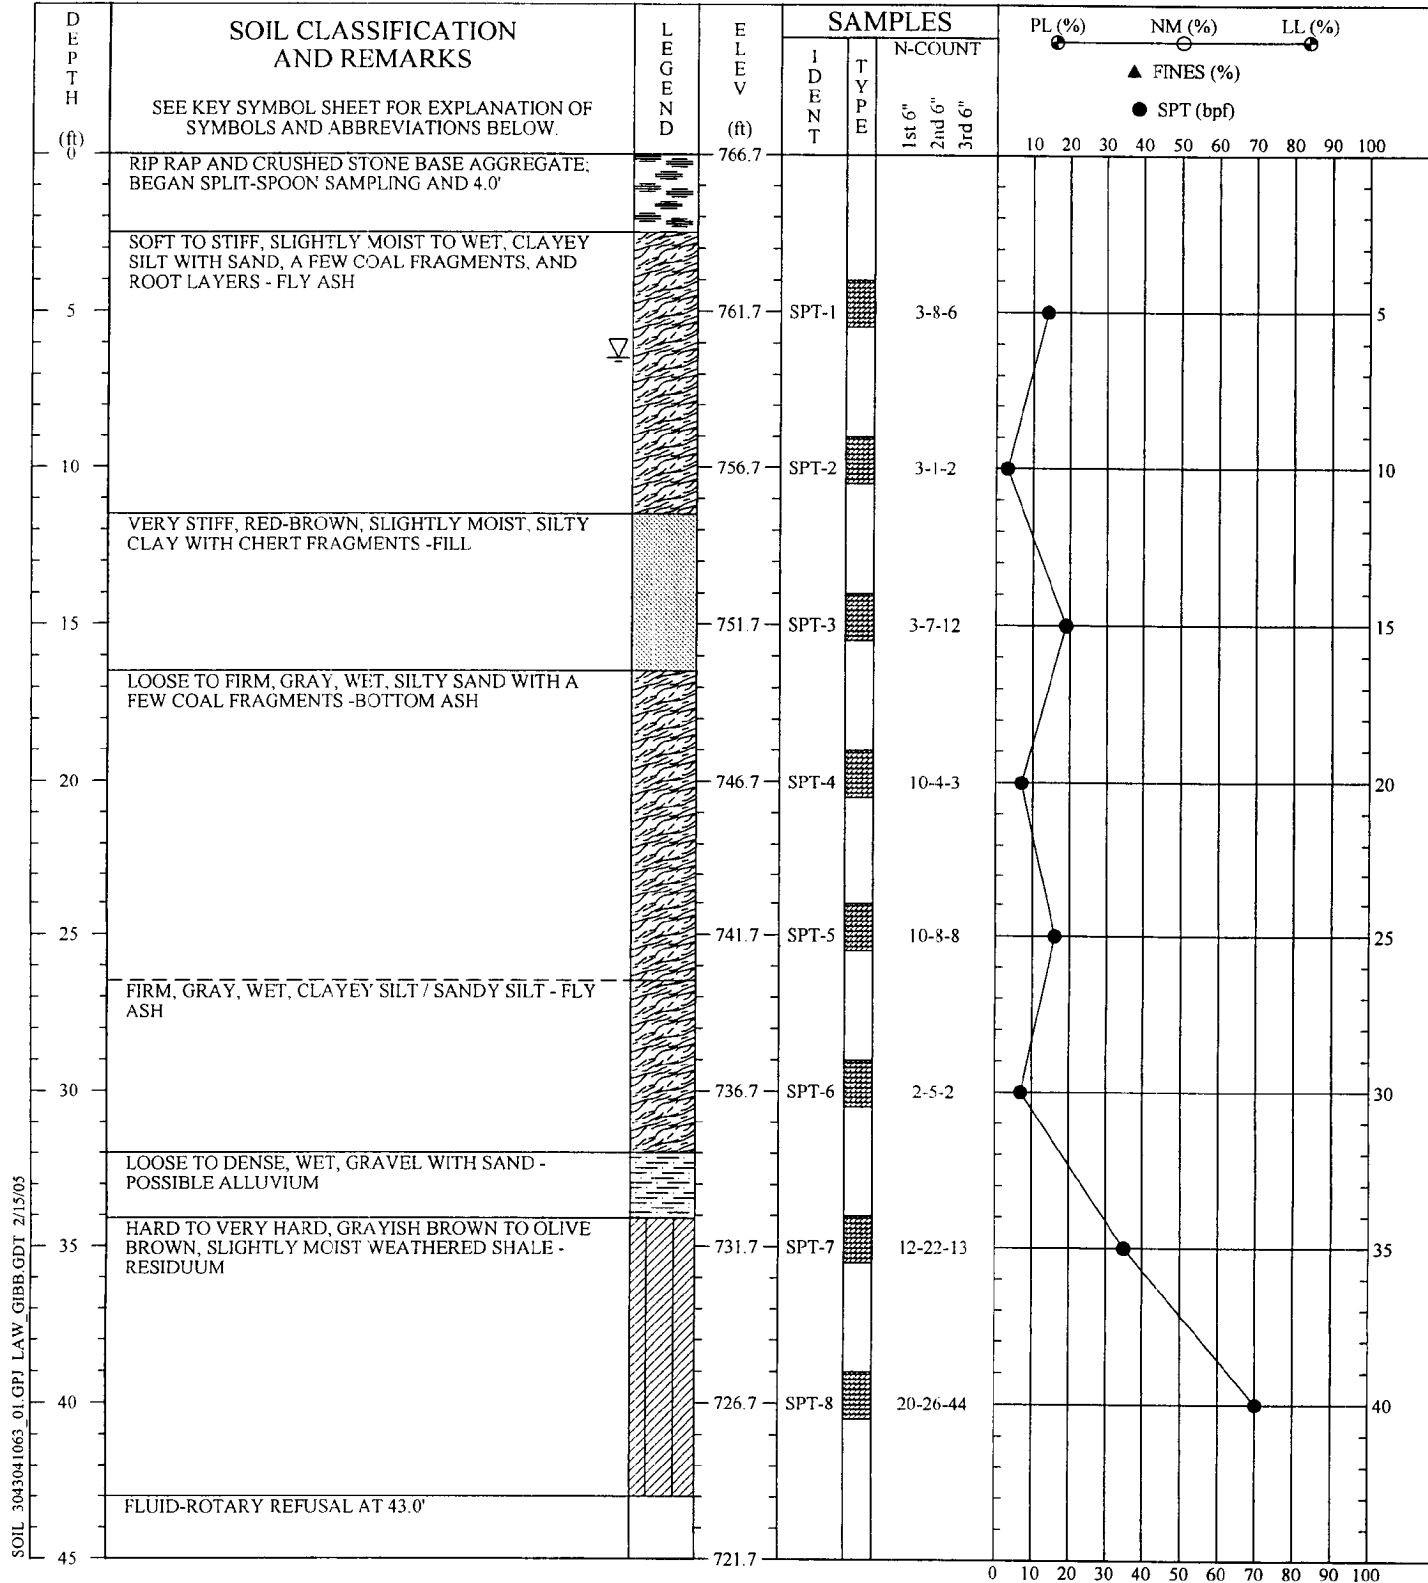 DEPTH (ft)
SOIL CLASSIFICATION
AND REMARKS
SEE KEY SYMBOL SHEET FOR EXPLANATION OF
SYMBOLS AND ABBREVIATIONS BELOW.
LEGEND
ELEV (ft)
SAMPLES
IDENT
TYPE
N-COUNT
1st 6"
2nd 6"
3rd 6"
PL (%) NM (%) LL (%)
▲ FINES (%)
● SPT (bpf)
10 20 30 40 50 60 70 80 90 100
0 766.7
RIP RAP AND CRUSHED STONE BASE AGGREGATE;
BEGAN SPLIT-SPOON SAMPLING AND 4.0'
SOFT TO STIFF, SLIGHTLY MOIST TO WET, CLAYEY
SILT WITH SAND, A FEW COAL FRAGMENTS, AND
ROOT LAYERS - FLY ASH
5 761.7 SPT-1 3-8-6 5
10 756.7 SPT-2 3-1-2 10
VERY STIFF, RED-BROWN, SLIGHTLY MOIST, SILTY
CLAY WITH CHERT FRAGMENTS -FILL
15 751.7 SPT-3 3-7-12 15
LOOSE TO FIRM, GRAY, WET, SILTY SAND WITH A
FEW COAL FRAGMENTS -BOTTOM ASH
20 746.7 SPT-4 10-4-3 20
25 741.7 SPT-5 10-8-8 25
FIRM, GRAY, WET, CLAYEY SILT / SANDY SILT - FLY
ASH
30 736.7 SPT-6 2-5-2 30
LOOSE TO DENSE, WET, GRAVEL WITH SAND -
POSSIBLE ALLUVIUM
HARD TO VERY HARD, GRAYISH BROWN TO OLIVE
BROWN, SLIGHTLY MOIST WEATHERED SHALE -
RESIDUUM
35 731.7 SPT-7 12-22-13 35
40 726.7 SPT-8 20-26-44 40
FLUID-ROTARY REFUSAL AT 43.0'
45 721.7
0 10 20 30 40 50 60 70 80 90 100
SOIL 3043041063_01.GPJ LAW_GIBB.GDT 2/15/05